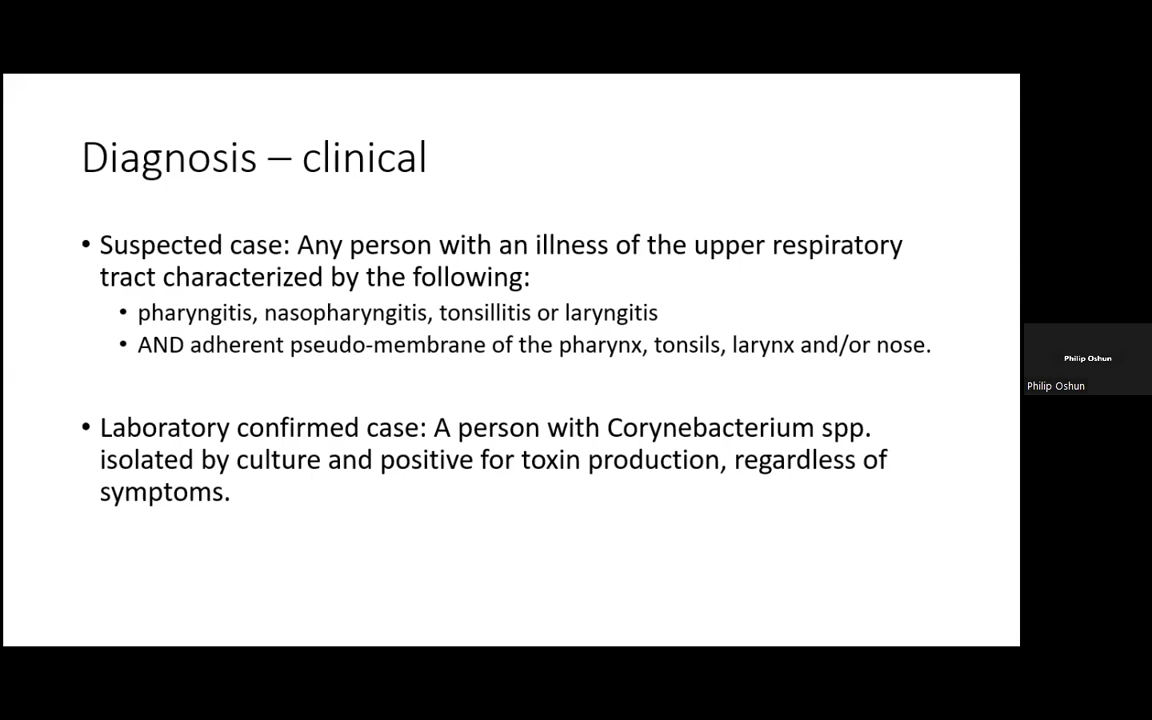 Diagnosis – clinical
• Suspected case: Any person with an illness of the upper respiratory
tract characterized by the following:
• pharyngitis, nasopharyngitis, tonsillitis or laryngitis
• AND adherent pseudo-membrane of the pharynx, tonsils, larynx and/or nose.
• Laboratory confirmed case: A person with Corynebacterium spp.
isolated by culture and positive for toxin production, regardless of
symptoms.
Philip Oshun
Philip Oshun